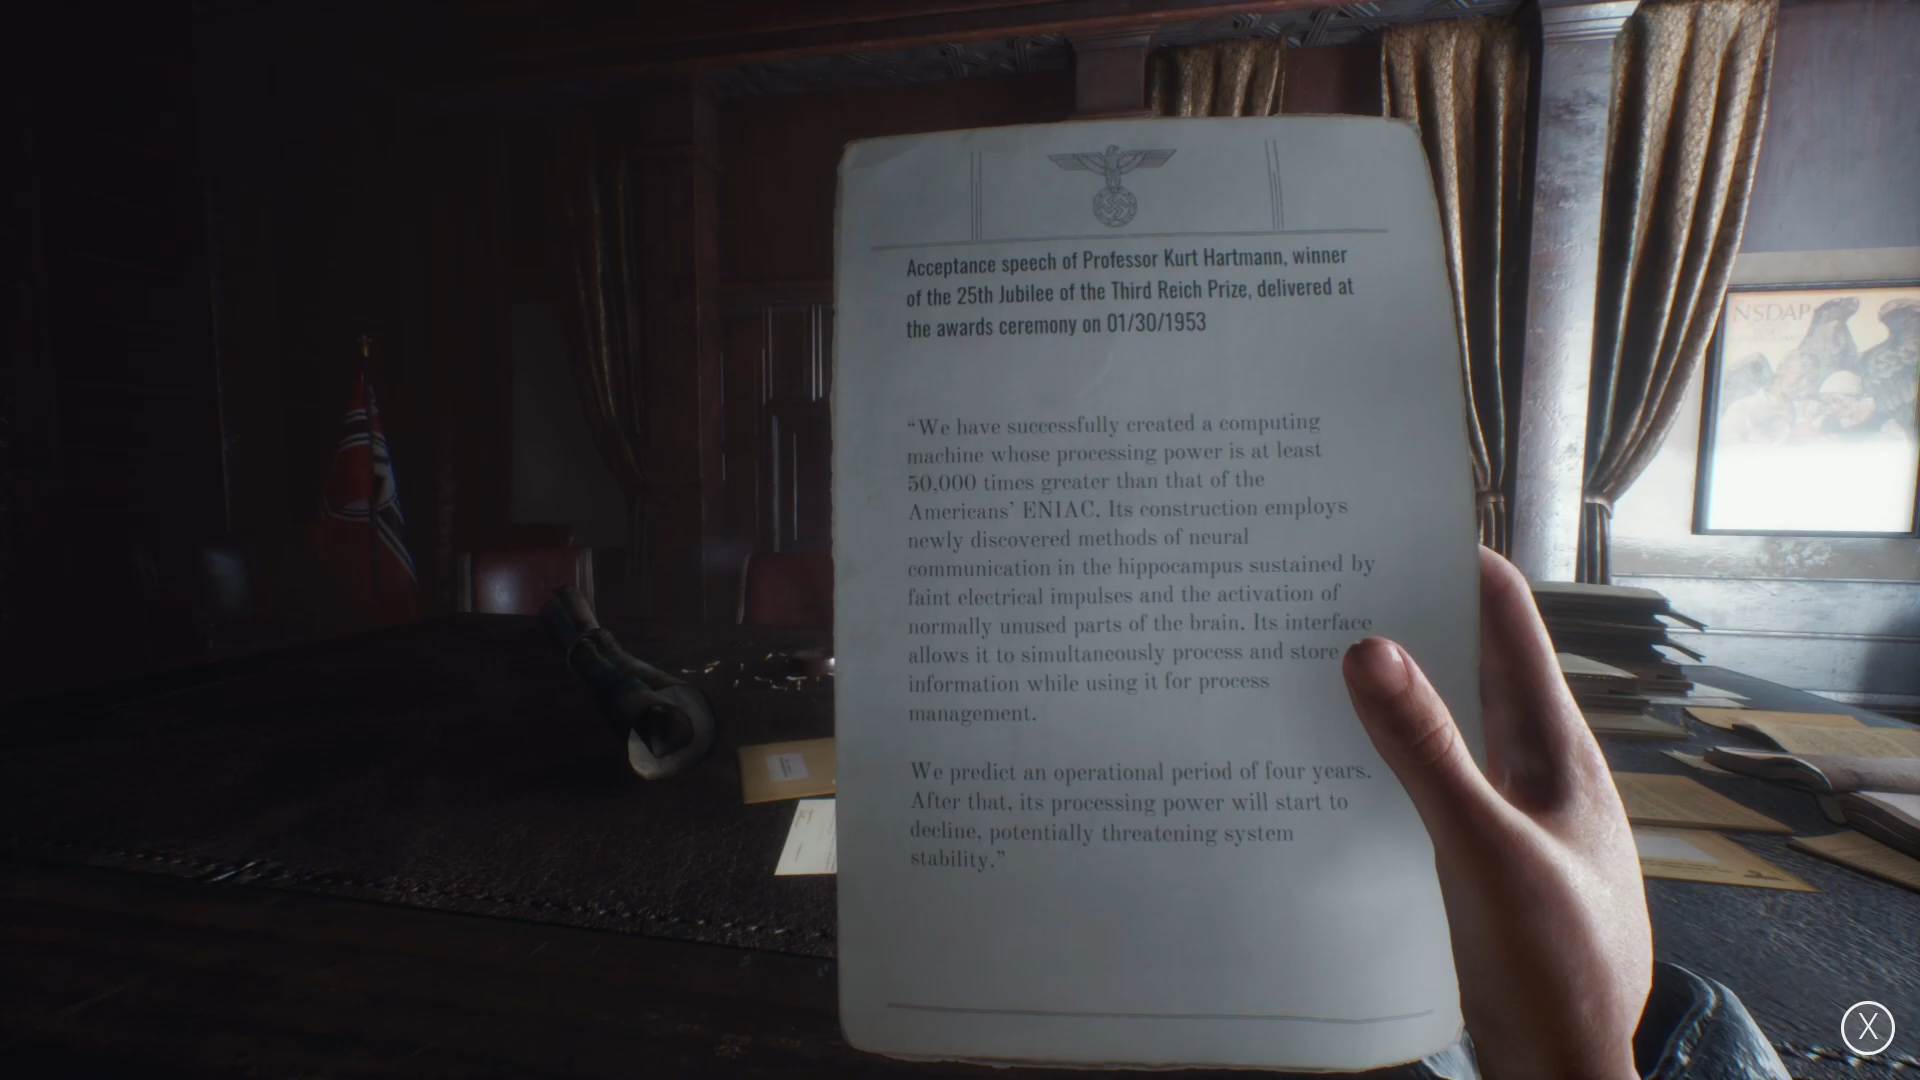 Acceptance speech of Professor Kurt Hartmann, winner
of the 25th Jubilee of the Third Reich Prize, delivered at
the awards ceremony on 01/30/1953
“We have successfully created a computing
machine whose processing power is at least
50,000 times greater than that of the
Americans’ ENIAC. Its construction employs
newly discovered methods of neural
communication in the hippocampus sustained by
faint electrical impulses and the activation of
normally unused parts of the brain. Its interface
allows it to simultaneously process and store
information while using it for process
management.
We predict an operational period of four years.
After that, its processing power will start to
decline, potentially threatening system
stability.”
NSDAP
X